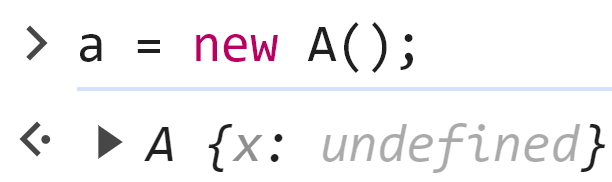 a = new A();
A {x: undefined}